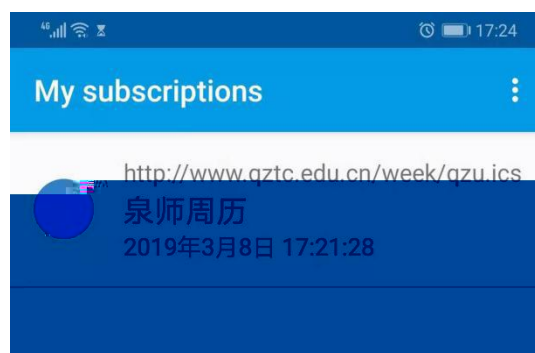 46 17:24
My subscriptions
http://www.qztc.edu.cn/week/qzu.ics
泉师周历
2019年3月8日 17:21:28